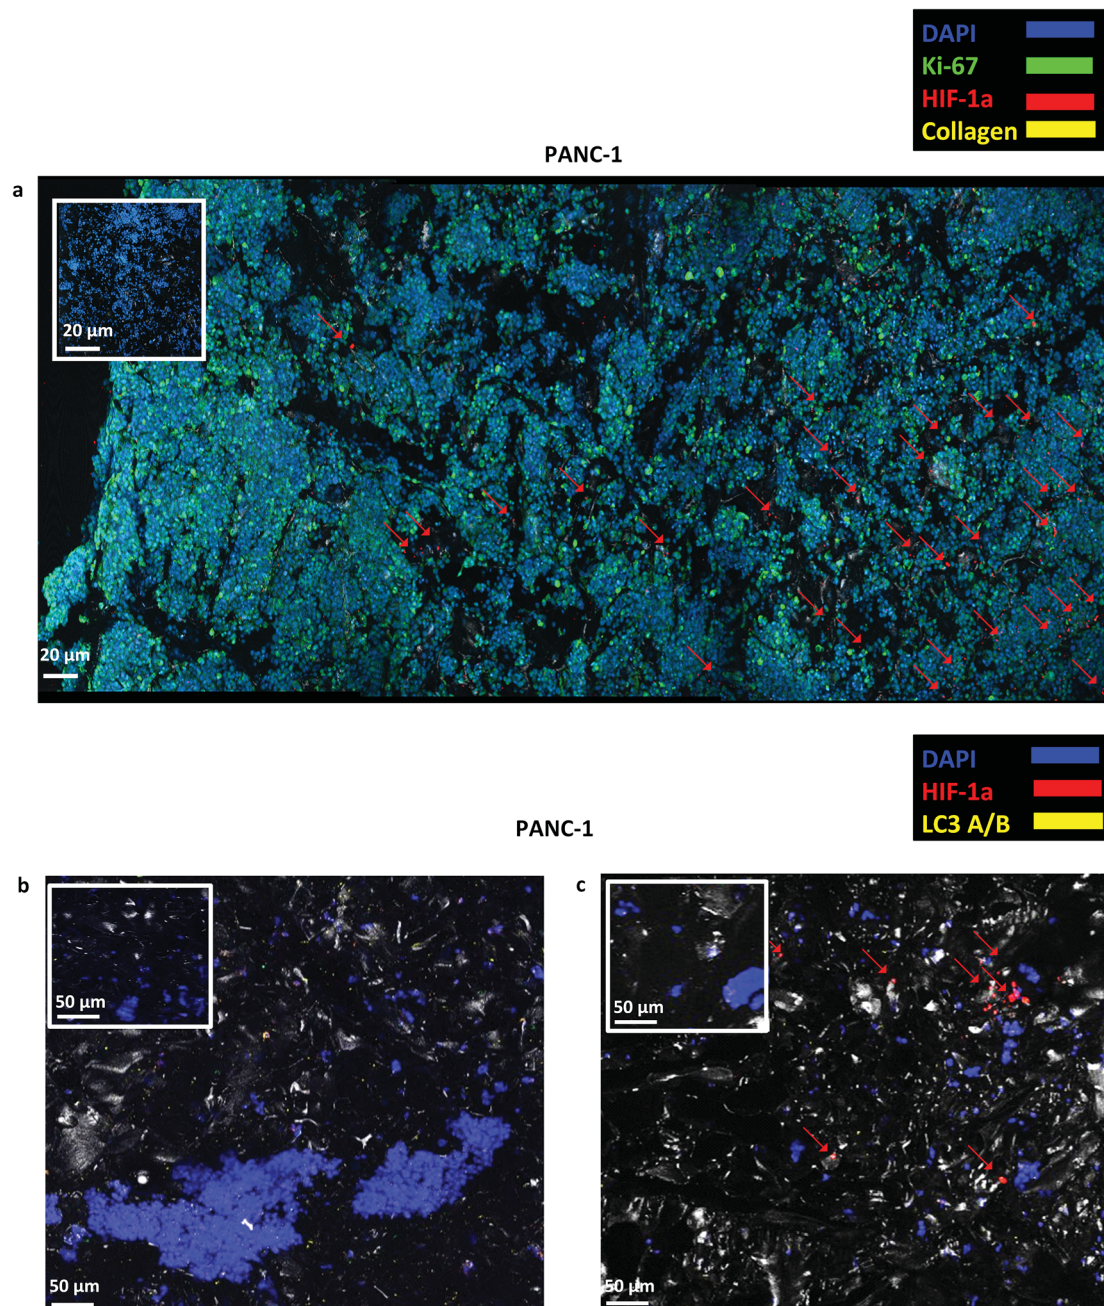 DAPI
Ki-67
HIF-1a
Collagen
PANC-1
a
20 µm
20 µm
DAPI
HIF-1a
LC3 A/B
PANC-1
b
c
50 µm
50 µm
50 µm
50 µm